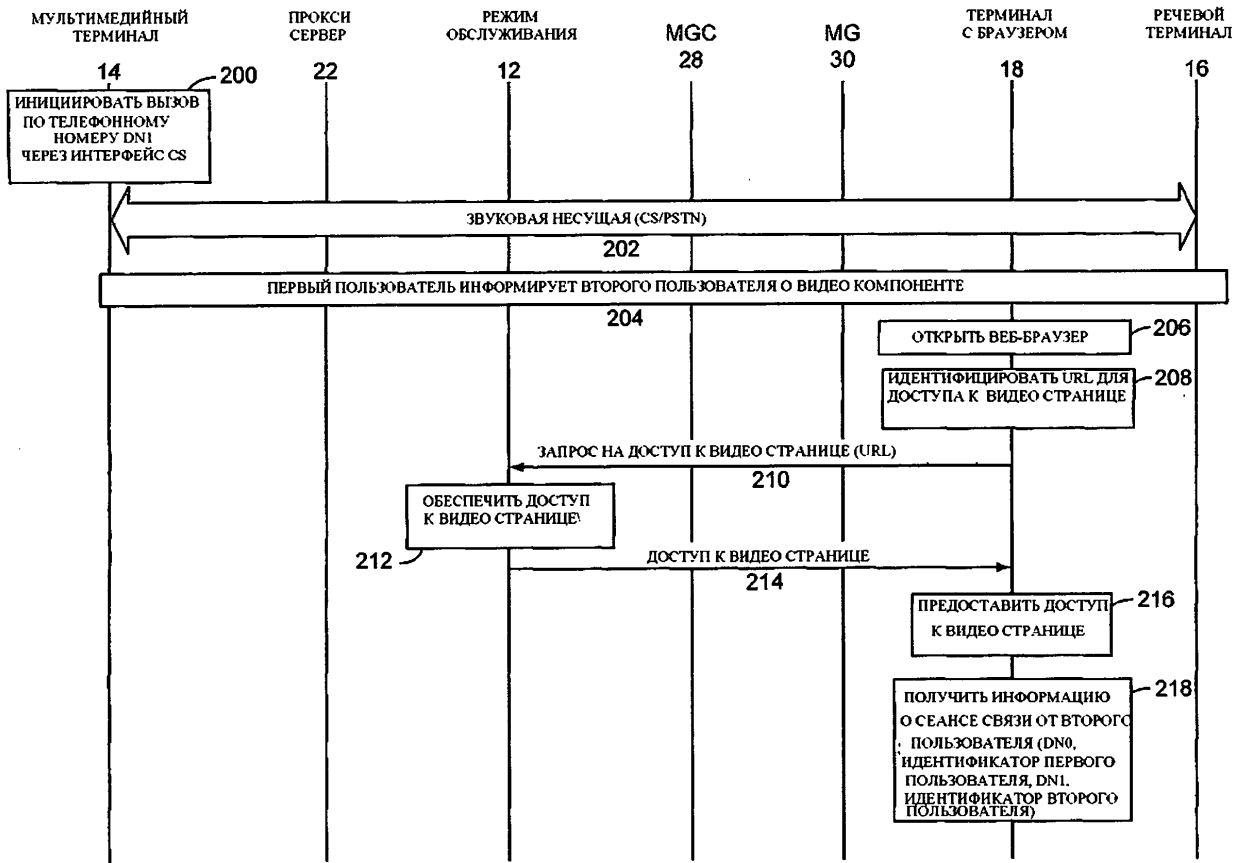 МУЛЬТИМЕДИЙНЫЙ
ТЕРМИНАЛ
14
ПРОКСИ
СЕРВЕР
22
РЕЖИМ
ОБСЛУЖИВАНИЯ
12
MGC
28
MG
30
ТЕРМИНАЛ
С БРАУЗЕРОМ
18
РЕЧЕВОЙ
ТЕРМИНАЛ
16
200
ИНИЦИИРОВАТЬ ВЫЗОВ
ПО ТЕЛЕФОННОМУ
НОМЕРУ DN1
ЧЕРЕЗ ИНТЕРФЕЙС CS
ЗВУКОВАЯ НЕСУЩАЯ (CS/PSTN)
202
ПЕРВЫЙ ПОЛЬЗОВАТЕЛЬ ИНФОРМИРУЕТ ВТОРОГО ПОЛЬЗОВАТЕЛЯ О ВИДЕО КОМПОНЕНТЕ
204
ОТКРЫТЬ ВЕБ-БРАУЗЕР
206
ИДЕНТИФИЦИРОВАТЬ URL ДЛЯ
ДОСТУПА К ВИДЕО СТРАНИЦЕ
208
ЗАПРОС НА ДОСТУП К ВИДЕО СТРАНИЦЕ (URL)
210
ОБЕСПЕЧИТЬ ДОСТУП
К ВИДЕО СТРАНИЦЕ\
212
ДОСТУП К ВИДЕО СТРАНИЦЕ
214
ПРЕДОСТАВИТЬ ДОСТУП
К ВИДЕО СТРАНИЦЕ
216
ПОЛУЧИТЬ ИНФОРМАЦИЮ
О СЕАНСЕ СВЯЗИ ОТ ВТОРОГО
ПОЛЬЗОВАТЕЛЯ (DN0,
ИДЕНТИФИКАТОР ПЕРВОГО
ПОЛЬЗОВАТЕЛЯ, DN1.
ИДЕНТИФИКАТОР ВТОРОГО
ПОЛЬЗОВАТЕЛЯ)
218